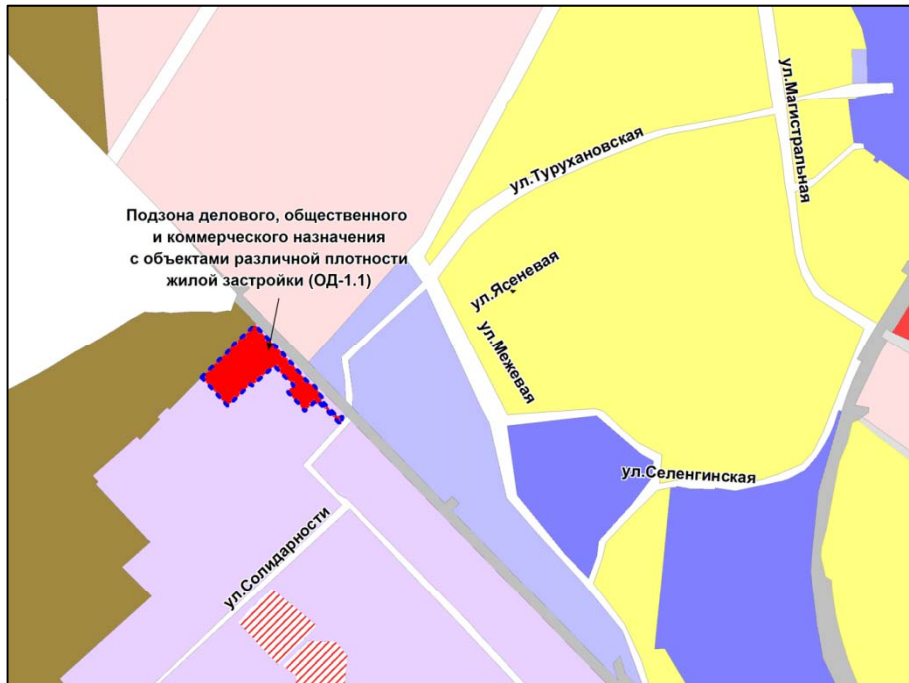 ул.Магистральная
ул.Турухановская
Подзона делового, общественного
и коммерческого назначения
с объектами различной плотности
жилой застройки (ОД-1.1)
ул.Ясеневая
ул.Межевая
ул.Селенгинская
ул.Солидарности